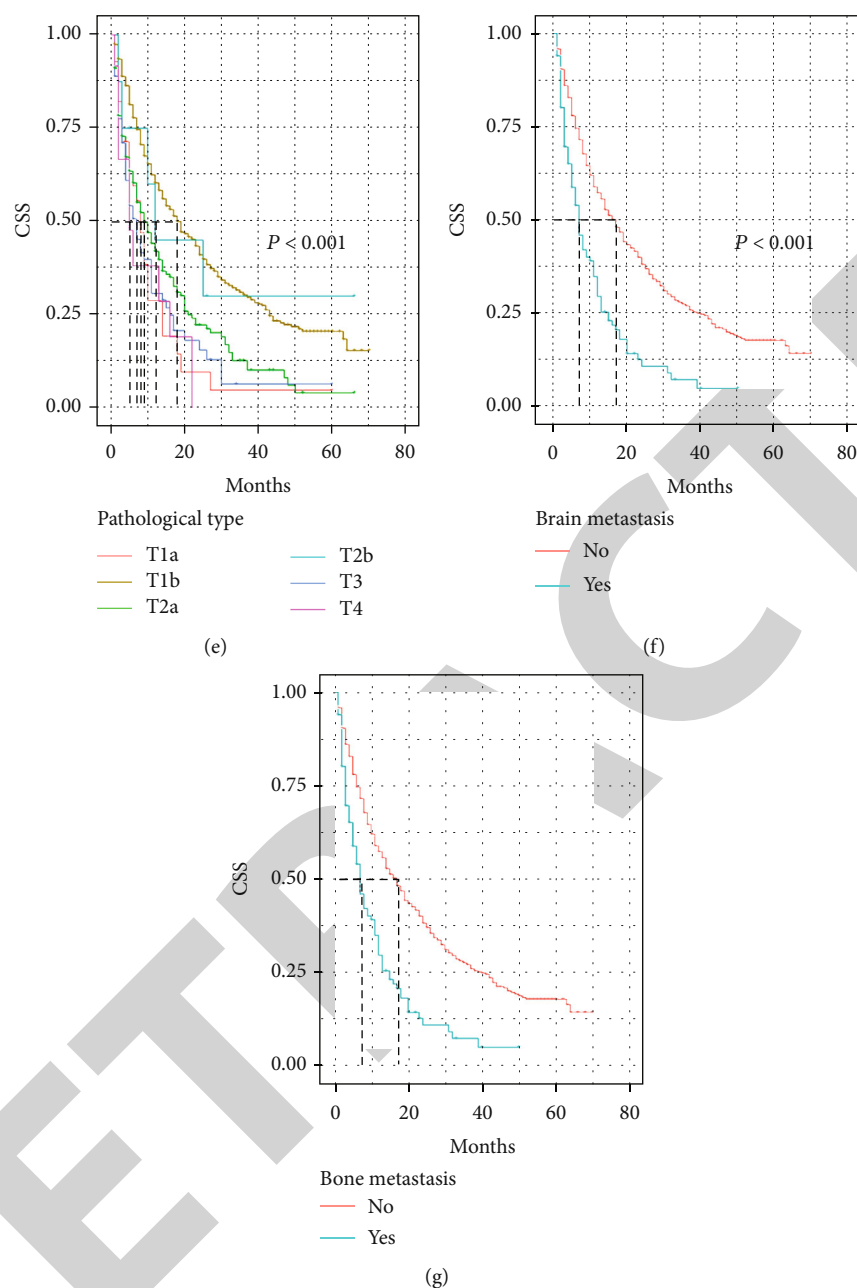 1.00
0.75
0.50
0.25
0.00
CSS
P < 0.001
0 20 40 60 80
Months
Pathological type
T1a
T1b
T2a
T2b
T3
T4
(e)
1.00
0.75
0.50
0.25
0.00
CSS
P < 0.001
0 20 40 60 80
Months
Brain metastasis
No
Yes
(f)
1.00
0.75
0.50
0.25
0.00
CSS
0 20 40 60 80
Months
Bone metastasis
No
Yes
(g)